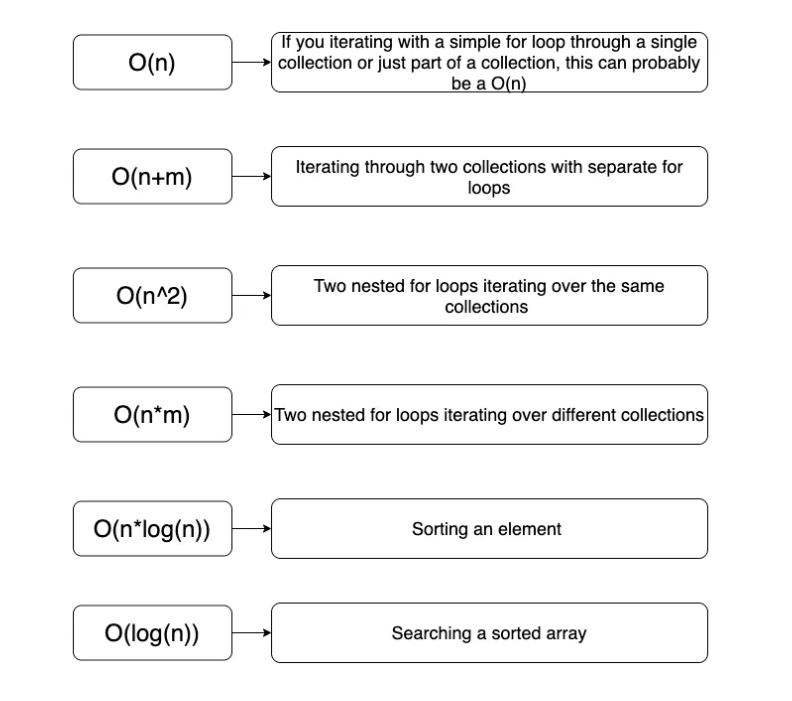 O(n)
If you iterating with a simple for loop through a single
collection or just part of a collection, this can probably
be a O(n)
O(n+m)
Iterating through two collections with separate for
loops
O(n^2)
Two nested for loops iterating over the same
collections
O(n*m)
Two nested for loops iterating over different collections
O(n*log(n))
Sorting an element
O(log(n))
Searching a sorted array